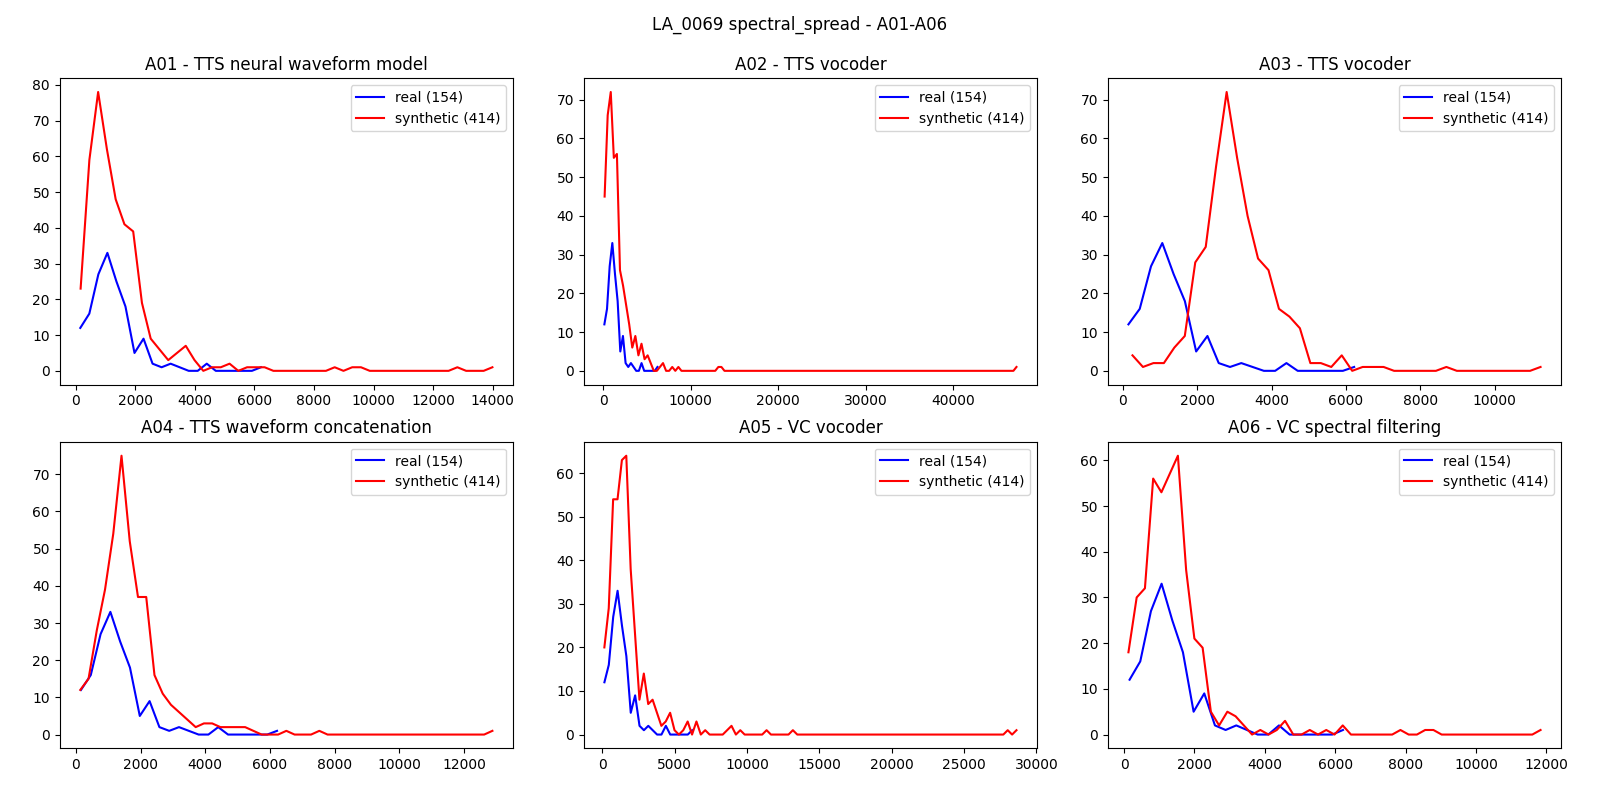 LA_0069 spectral_spread - A01-A06
A01 - TTS neural waveform model
80
70
60
50
40
30
20
10
0
0 2000 4000 6000 8000 10000 12000 14000
real (154)
synthetic (414)
A02 - TTS vocoder
70
60
50
40
30
20
10
0
0 10000 20000 30000 40000
real (154)
synthetic (414)
A03 - TTS vocoder
70
60
50
40
30
20
10
0
0 2000 4000 6000 8000 10000
real (154)
synthetic (414)
A04 - TTS waveform concatenation
70
60
50
40
30
20
10
0
0 2000 4000 6000 8000 10000 12000
real (154)
synthetic (414)
A05 - VC vocoder
60
50
40
30
20
10
0
0 5000 10000 15000 20000 25000 30000
real (154)
synthetic (414)
A06 - VC spectral filtering
60
50
40
30
20
10
0
0 2000 4000 6000 8000 10000 12000
real (154)
synthetic (414)